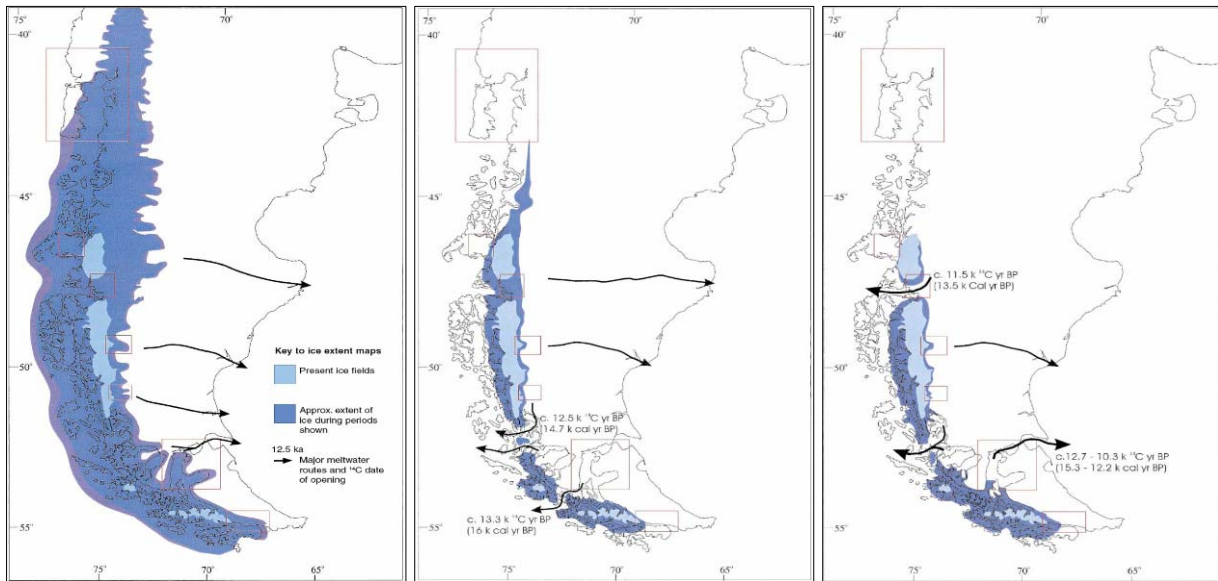 75˚
70˚
40˚
45˚
50˚
55˚
Key to ice extent maps
Present ice fields
Approx. extent of
ice during periods
shown
12.5 ka
Major meltwater
routes and ¹⁴C date
of opening
75˚
70˚
65˚
75˚
70˚
40˚
45˚
50˚
c. 12.5 k ¹⁴C yr BP
(14.7 k cal yr BP)
55˚
c. 13.3 k ¹⁴C yr BP
(16 k cal yr BP)
75˚
70˚
65˚
75˚
70˚
40˚
45˚
c. 11.5 k ¹⁴C yr BP
(13.5 k Cal yr BP)
50˚
c.12.7 - 10.3 k ¹⁴C yr BP
(15.3 - 12.2 k cal yr BP)
55˚
75˚
70˚
65˚